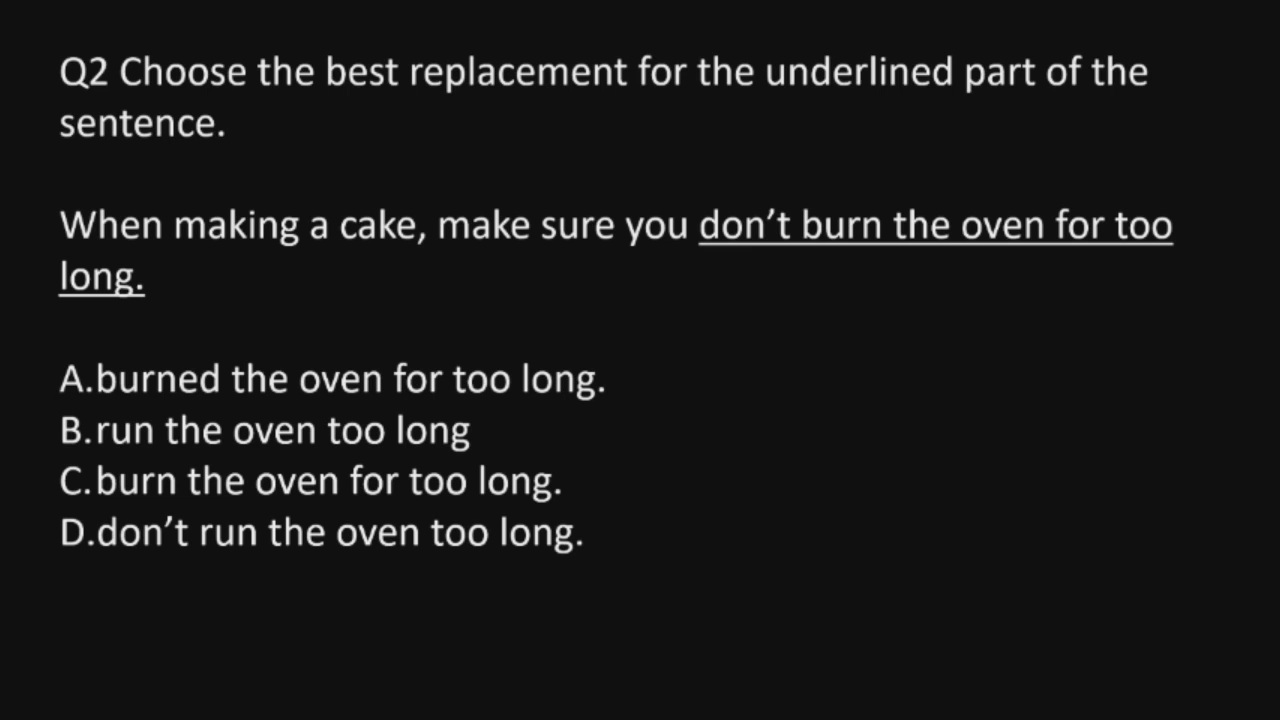 Q2 Choose the best replacement for the underlined part of the
sentence.
When making a cake, make sure you don’t burn the oven for too
long.
A.burned the oven for too long.
B.run the oven too long
C.burn the oven for too long.
D.don’t run the oven too long.